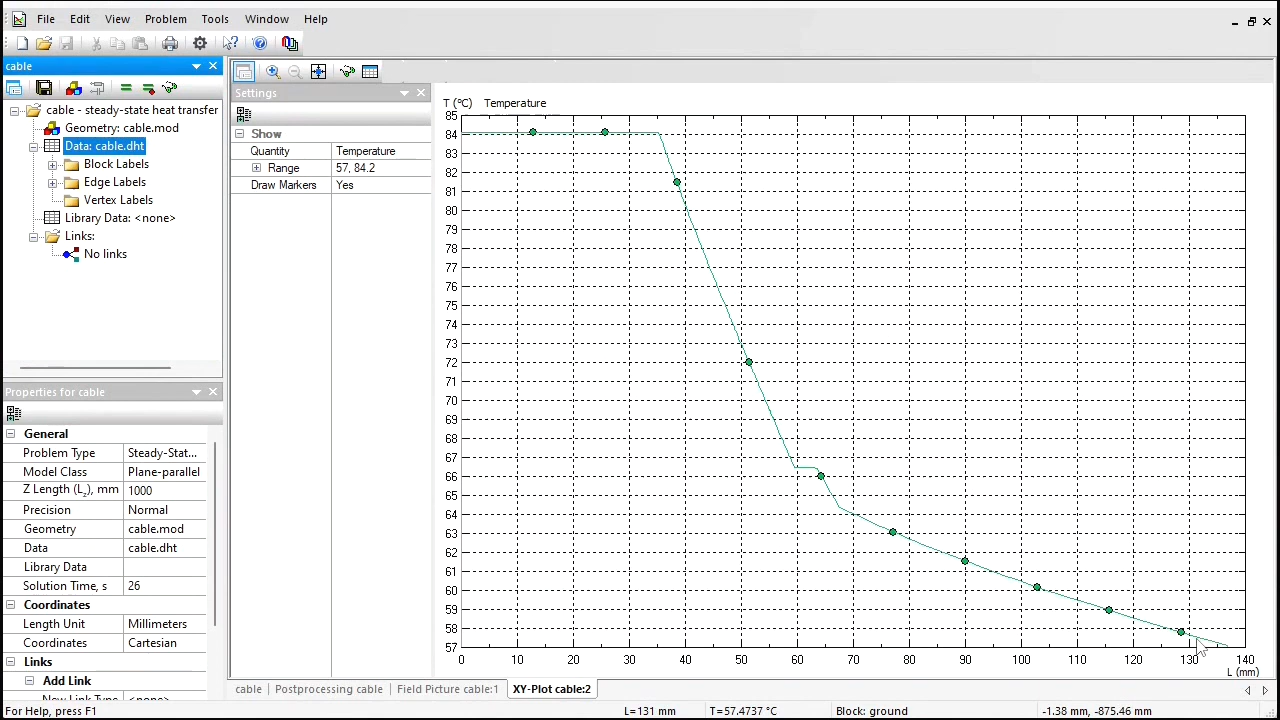 File Edit View Problem Tools Window Help
cable
cable - steady-state heat transfer
Geometry: cable.mod
Data: cable.dht
Block Labels
Edge Labels
Vertex Labels
Library Data: <none>
Links:
No links
Properties for cable
General
Problem Type Steady-Stat...
Model Class Plane-parallel
Z Length (Lz), mm 1000
Precision Normal
Geometry cable.mod
Data cable.dht
Library Data
Solution Time, s 26
Coordinates
Length Unit Millimeters
Coordinates Cartesian
Links
Add Link
New Link Type <none>
Settings
Show
Quantity Temperature
Range 57, 84.2
Draw Markers Yes
T (°C) Temperature
85
84
83
82
81
80
79
78
77
76
75
74
73
72
71
70
69
68
67
66
65
64
63
62
61
60
59
58
57
0 10 20 30 40 50 60 70 80 90 100 110 120 130 140
L (mm)
cable Postprocessing cable Field Picture cable:1 XY-Plot cable:2
For Help, press F1 L=131 mm T=57.4737 °C Block: ground -1.38 mm, -875.46 mm